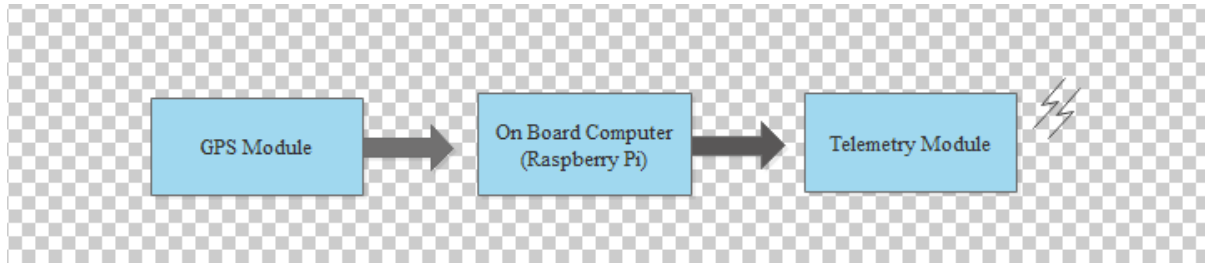 GPS Module
On Board Computer
(Raspberry Pi)
Telemetry Module